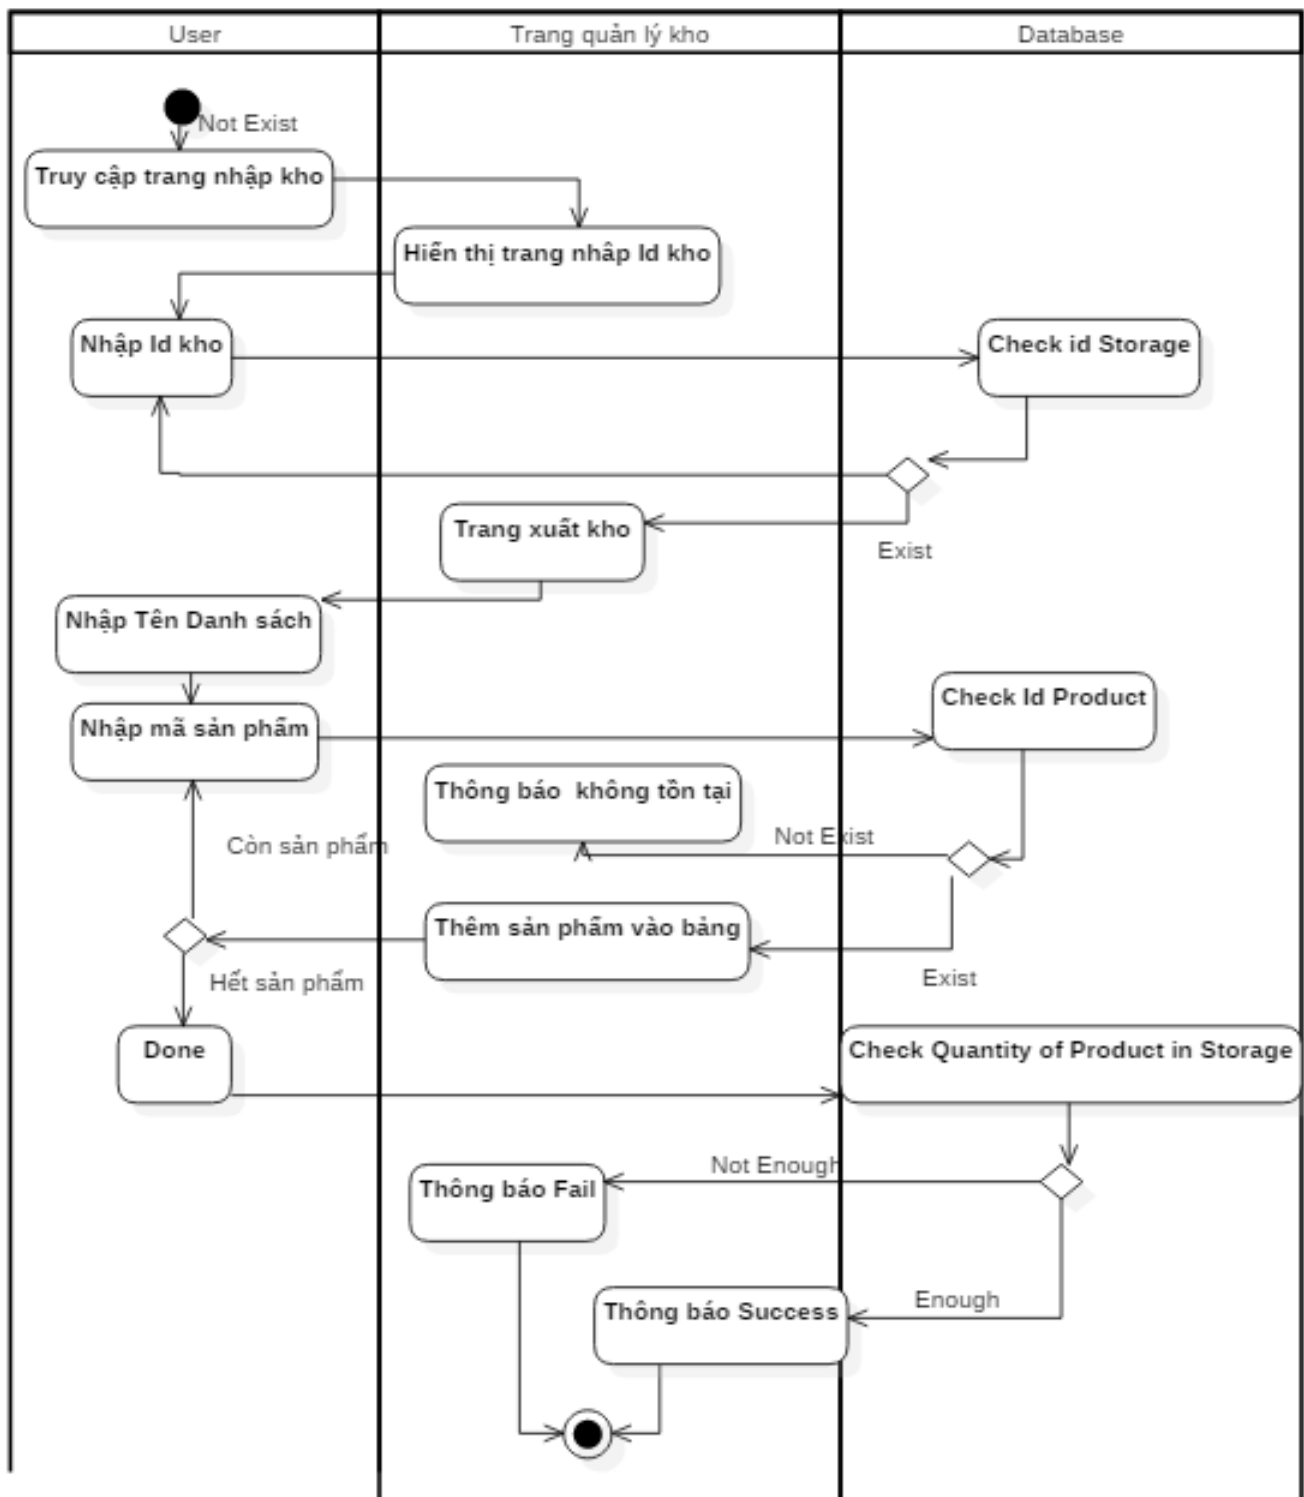 User
Trang quản lý kho
Database
Not Exist
Truy cập trang nhập kho
Hiển thị trang nhâp Id kho
Nhập Id kho
Check id Storage
Trang xuất kho
Exist
Nhập Tên Danh sách
Check Id Product
Nhập mã sản phẩm
Thông báo  không tồn tại
Not Exist
Còn sản phẩm
Thêm sản phẩm vào bảng
Hết sản phẩm
Exist
Done
Check Quantity of Product in Storage
Not Enough
Thông báo Fail
Enough
Thông báo Success